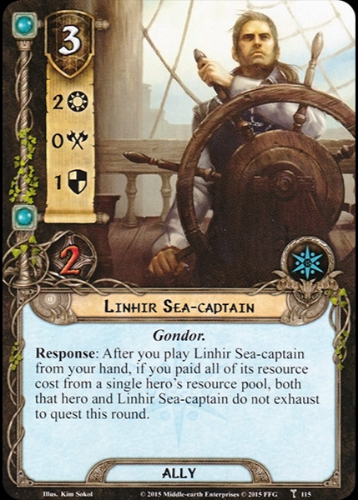 3
2
0
1
2
Linhir Sea-captain
Gondor.
Response: After you play Linhir Sea-captain
from your hand, if you paid all of its resource
cost from a single hero's resource pool, both
that hero and Linhir Sea-captain do not exhaust
to quest this round.
Illus. Kim Sokol
© 2015 Middle-earth Enterprises © 2015 FFG
115
ALLY